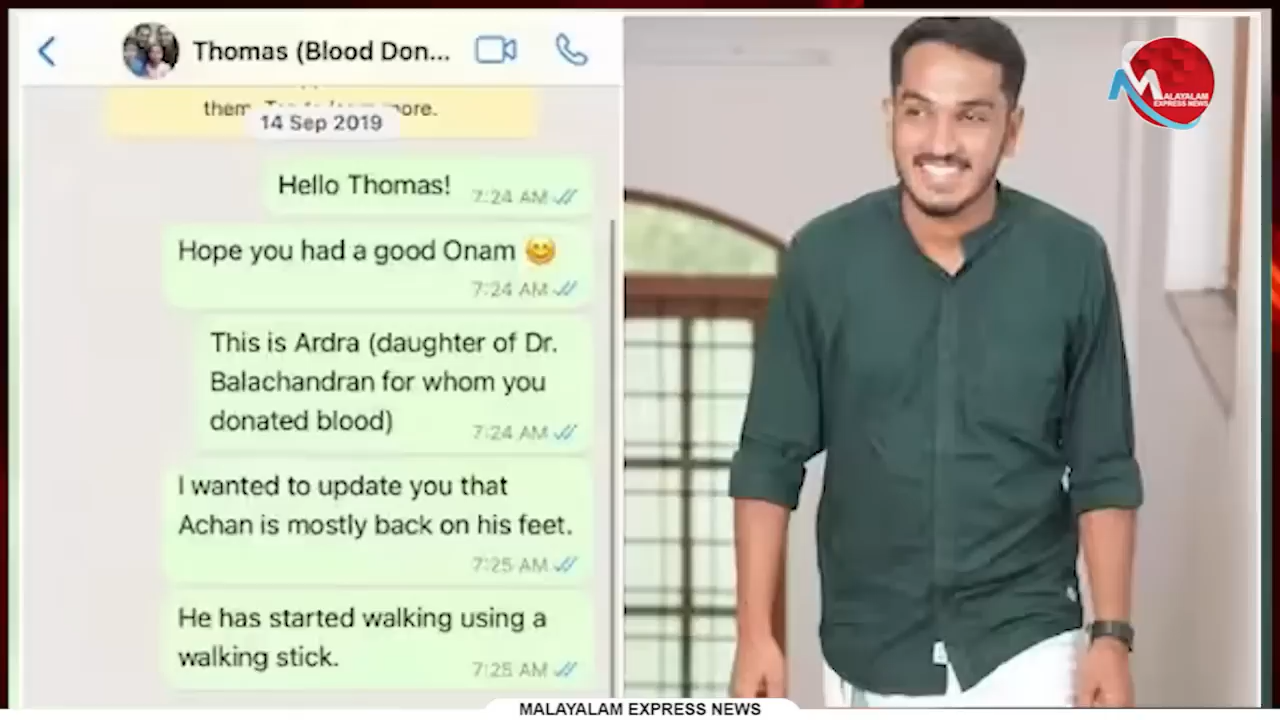 Thomas (Blood Don...
14 Sep 2019
Hello Thomas!
7:24 AM
Hope you had a good Onam 😊
7:24 AM
This is Ardra (daughter of Dr.
Balachandran for whom you
donated blood)
7:24 AM
I wanted to update you that
Achan is mostly back on his feet.
7:25 AM
He has started walking using a
walking stick.
7:25 AM
MALAYALAM
EXPRESS NEWS
MALAYALAM EXPRESS NEWS